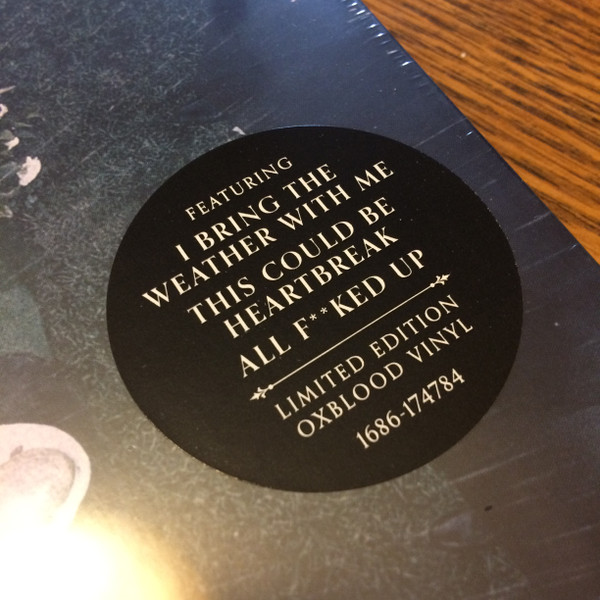 FEATURING
I BRING THE
WEATHER WITH ME
THIS COULD BE
HEARTBREAK
ALL F**KED UP
LIMITED EDITION
OXBLOOD VINYL
1686-174784